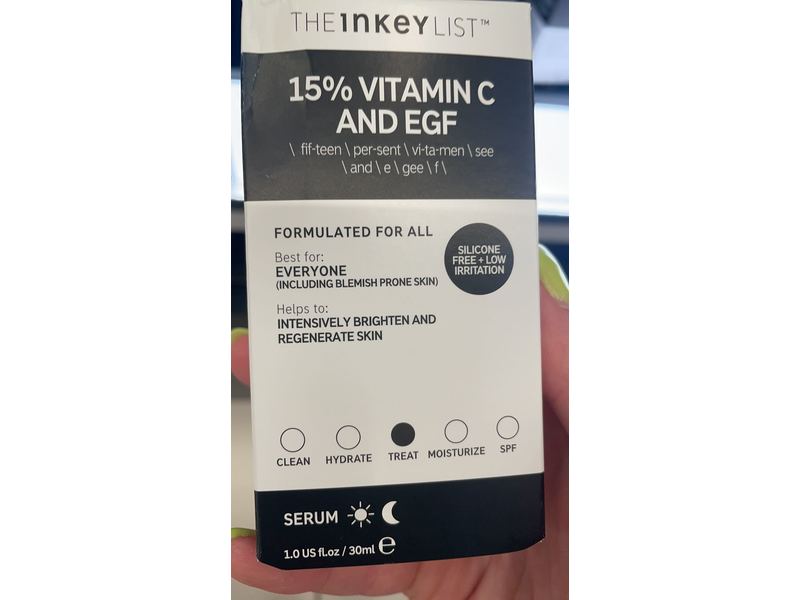 THE INKEY LIST™
15% VITAMIN C
AND EGF
\ fif-teen \ per-sent \ vi-ta-men \ see
\ and \ e \ gee \ f \
FORMULATED FOR ALL
Best for:
EVERYONE
(INCLUDING BLEMISH PRONE SKIN)
SILICONE
FREE + LOW
IRRITATION
Helps to:
INTENSIVELY BRIGHTEN AND
REGENERATE SKIN
CLEAN HYDRATE TREAT MOISTURIZE SPF
SERUM
1.0 US fl.oz / 30ml ℮